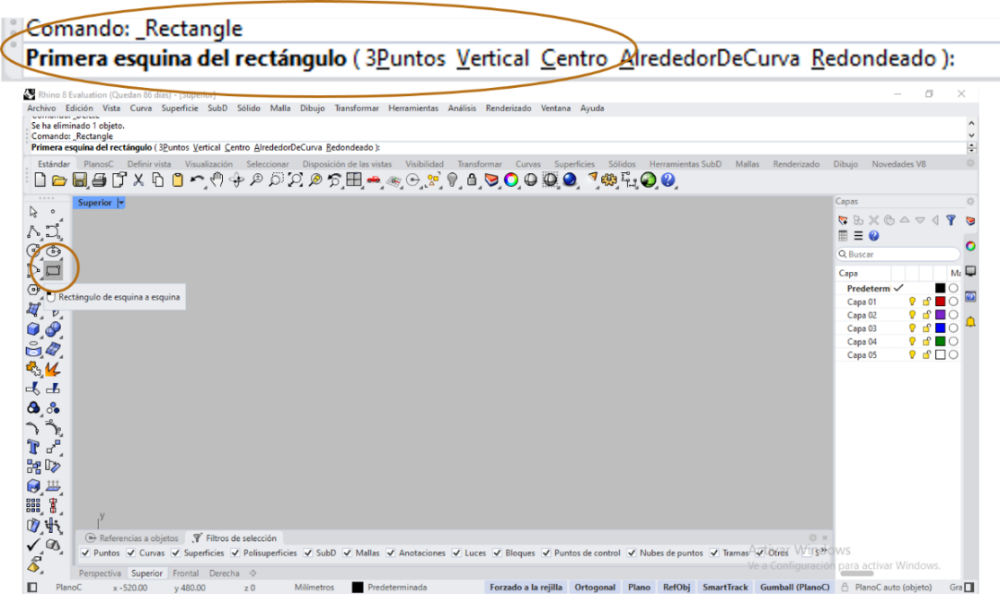 Comando: _Rectangle
Primera esquina del rectángulo ( 3Puntos Vertical Centro AlrededorDeCurva Redondeado ):
Rhino 8 Evaluation (Quedan 86 días) - [Superior]
Archivo Edición Vista Curva Superficie SubD Sólido Malla Dibujo Transformar Herramientas Análisis Renderizado Ventana Ayuda
Comando: _Delete
Se ha eliminado 1 objeto.
Comando: _Rectangle
Primera esquina del rectángulo ( 3Puntos Vertical Centro AlrededorDeCurva Redondeado ):
Estándar PlanosC Definir vista Visualización Seleccionar Disposición de las vistas Visibilidad Transformar Curvas Superficies Sólidos Herramientas SubD Mallas Renderizado Dibujo Novedades V8
Superior
Capas
Buscar
Capa Ma
Predetermi
Rectángulo de esquina a esquina
Capa 01
Capa 02
Capa 03
Capa 04
Capa 05
y
Referencias a objetos Filtros de selección
Puntos Curvas Superficies Polisuperficies SubD Mallas Anotaciones Luces Bloques Puntos de control Nubes de puntos Tramas Otros S
Activar Windows
Ve a Configuración para activar Windows.
Perspectiva Superior Frontal Derecha
PlanoC x -520.00 y 480.00 z 0 Milímetros Predeterminada Forzado a la rejilla Ortogonal Plano RefObj SmartTrack Gumball (PlanoC) PlanoC auto (objeto) Gra